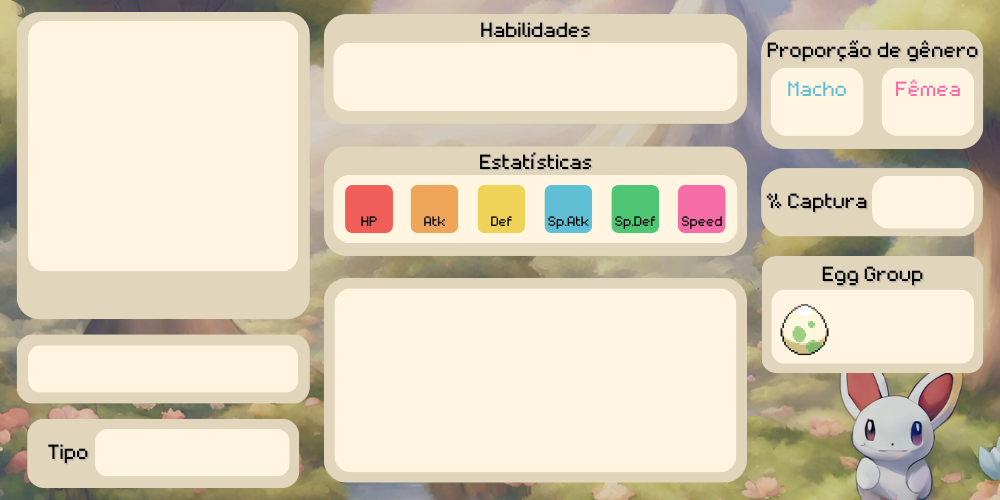 Habilidades
Estatísticas
HP
Atk
Def
Sp.Atk
Sp.Def
Speed
Tipo
Proporção de gênero
Macho
Fêmea
% Captura
Egg Group